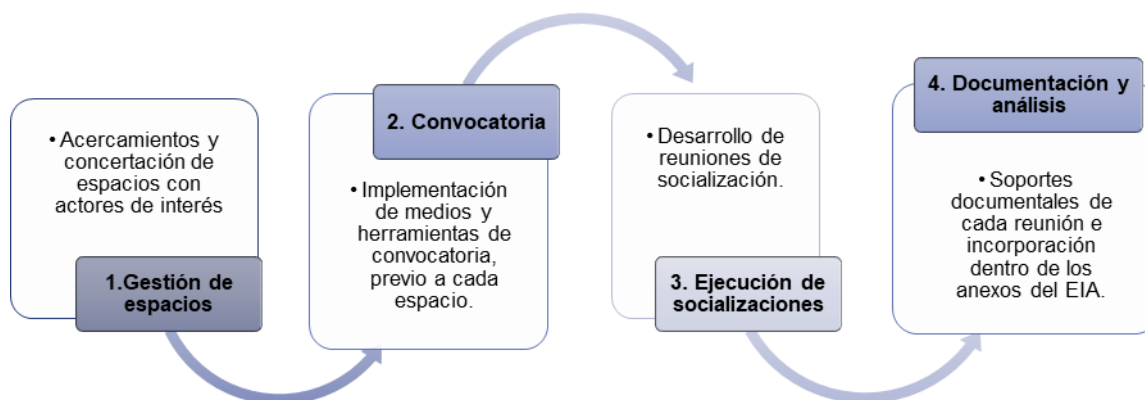 • Acercamientos y
concertación de
espacios con
actores de interés
1.Gestión de
espacios
2. Convocatoria
• Implementación
de medios y
herramientas de
convocatoria,
previo a cada
espacio.
• Desarrollo de
reuniones de
socialización.
3. Ejecución de
socializaciones
4. Documentación y
análisis
• Soportes
documentales de
cada reunión e
incorporación
dentro de los
anexos del EIA.